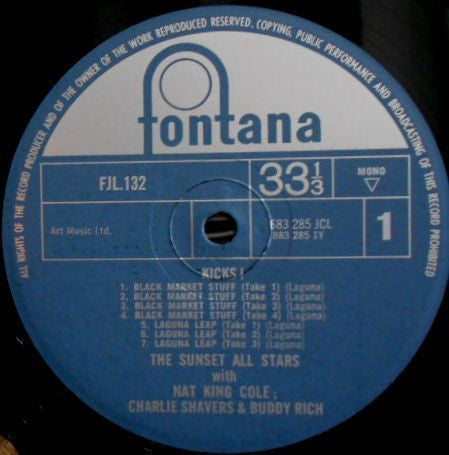 ALL RIGHTS OF THE RECORD PRODUCER AND OF THE OWNER OF THE WORK REPRODUCED RESERVED. COPYING, PUBLIC PERFORMANCE AND BROADCASTING OF THIS RECORD PROHIBITED
fontana
FJL.132
33 1/3
MONO
Art Music Ltd.
683 285 JCL
883 285 1Y
1
KICKS!
1. BLACK MARKET STUFF (Take 1) (Laguna)
2. BLACK MARKET STUFF (Take 2) (Laguna)
3. BLACK MARKET STUFF (Take 3) (Laguna)
4. BLACK MARKET STUFF (Take 4) (Laguna)
5. LAGUNA LEAP (Take 1) (Laguna)
6. LAGUNA LEAP (Take 2) (Laguna)
7. LAGUNA LEAP (Take 3) (Laguna)
THE SUNSET ALL STARS
with
NAT KING COLE;
CHARLIE SHAVERS & BUDDY RICH